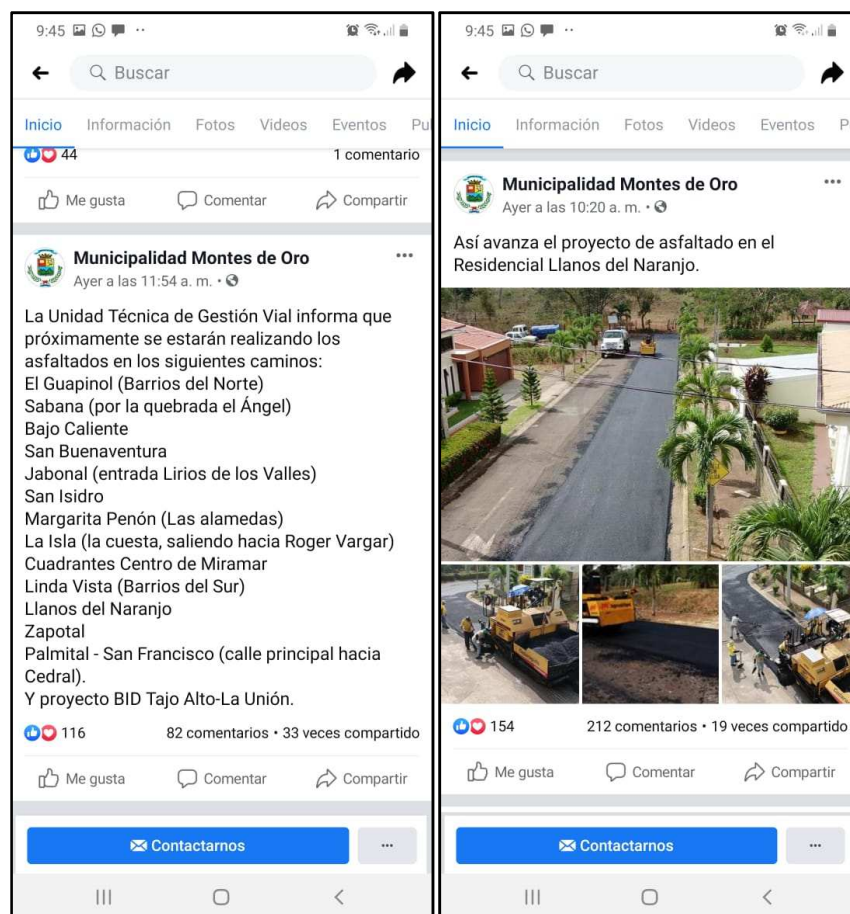 9:45
Buscar
Inicio Información Fotos Videos Eventos Pu
44 1 comentario
Me gusta Comentar Compartir
Municipalidad Montes de Oro
Ayer a las 11:54 a. m.
La Unidad Técnica de Gestión Vial informa que
próximamente se estarán realizando los
asfaltados en los siguientes caminos:
El Guapinol (Barrios del Norte)
Sabana (por la quebrada el Ángel)
Bajo Caliente
San Buenaventura
Jabonal (entrada Lirios de los Valles)
San Isidro
Margarita Penón (Las alamedas)
La Isla (la cuesta, saliendo hacia Roger Vargar)
Cuadrantes Centro de Miramar
Linda Vista (Barrios del Sur)
Llanos del Naranjo
Zapotal
Palmital - San Francisco (calle principal hacia
Cedral).
Y proyecto BID Tajo Alto-La Unión.
116 82 comentarios • 33 veces compartido
Me gusta Comentar Compartir
Contactarnos
9:45
Buscar
Inicio Información Fotos Videos Eventos P
Municipalidad Montes de Oro
Ayer a las 10:20 a. m.
Así avanza el proyecto de asfaltado en el
Residencial Llanos del Naranjo.
154 212 comentarios • 19 veces compartido
Me gusta Comentar Compartir
Contactarnos